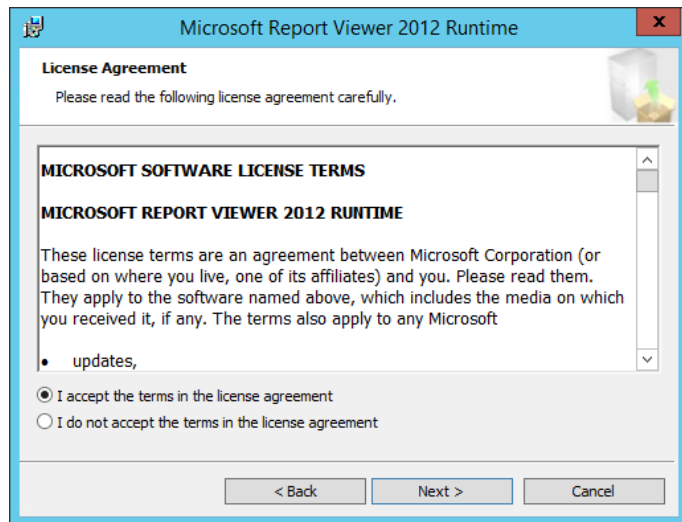 Microsoft Report Viewer 2012 Runtime
x
License Agreement
Please read the following license agreement carefully.
MICROSOFT SOFTWARE LICENSE TERMS
MICROSOFT REPORT VIEWER 2012 RUNTIME
These license terms are an agreement between Microsoft Corporation (or
based on where you live, one of its affiliates) and you. Please read them.
They apply to the software named above, which includes the media on which
you received it, if any. The terms also apply to any Microsoft
• updates,
I accept the terms in the license agreement
I do not accept the terms in the license agreement
< Back Next > Cancel